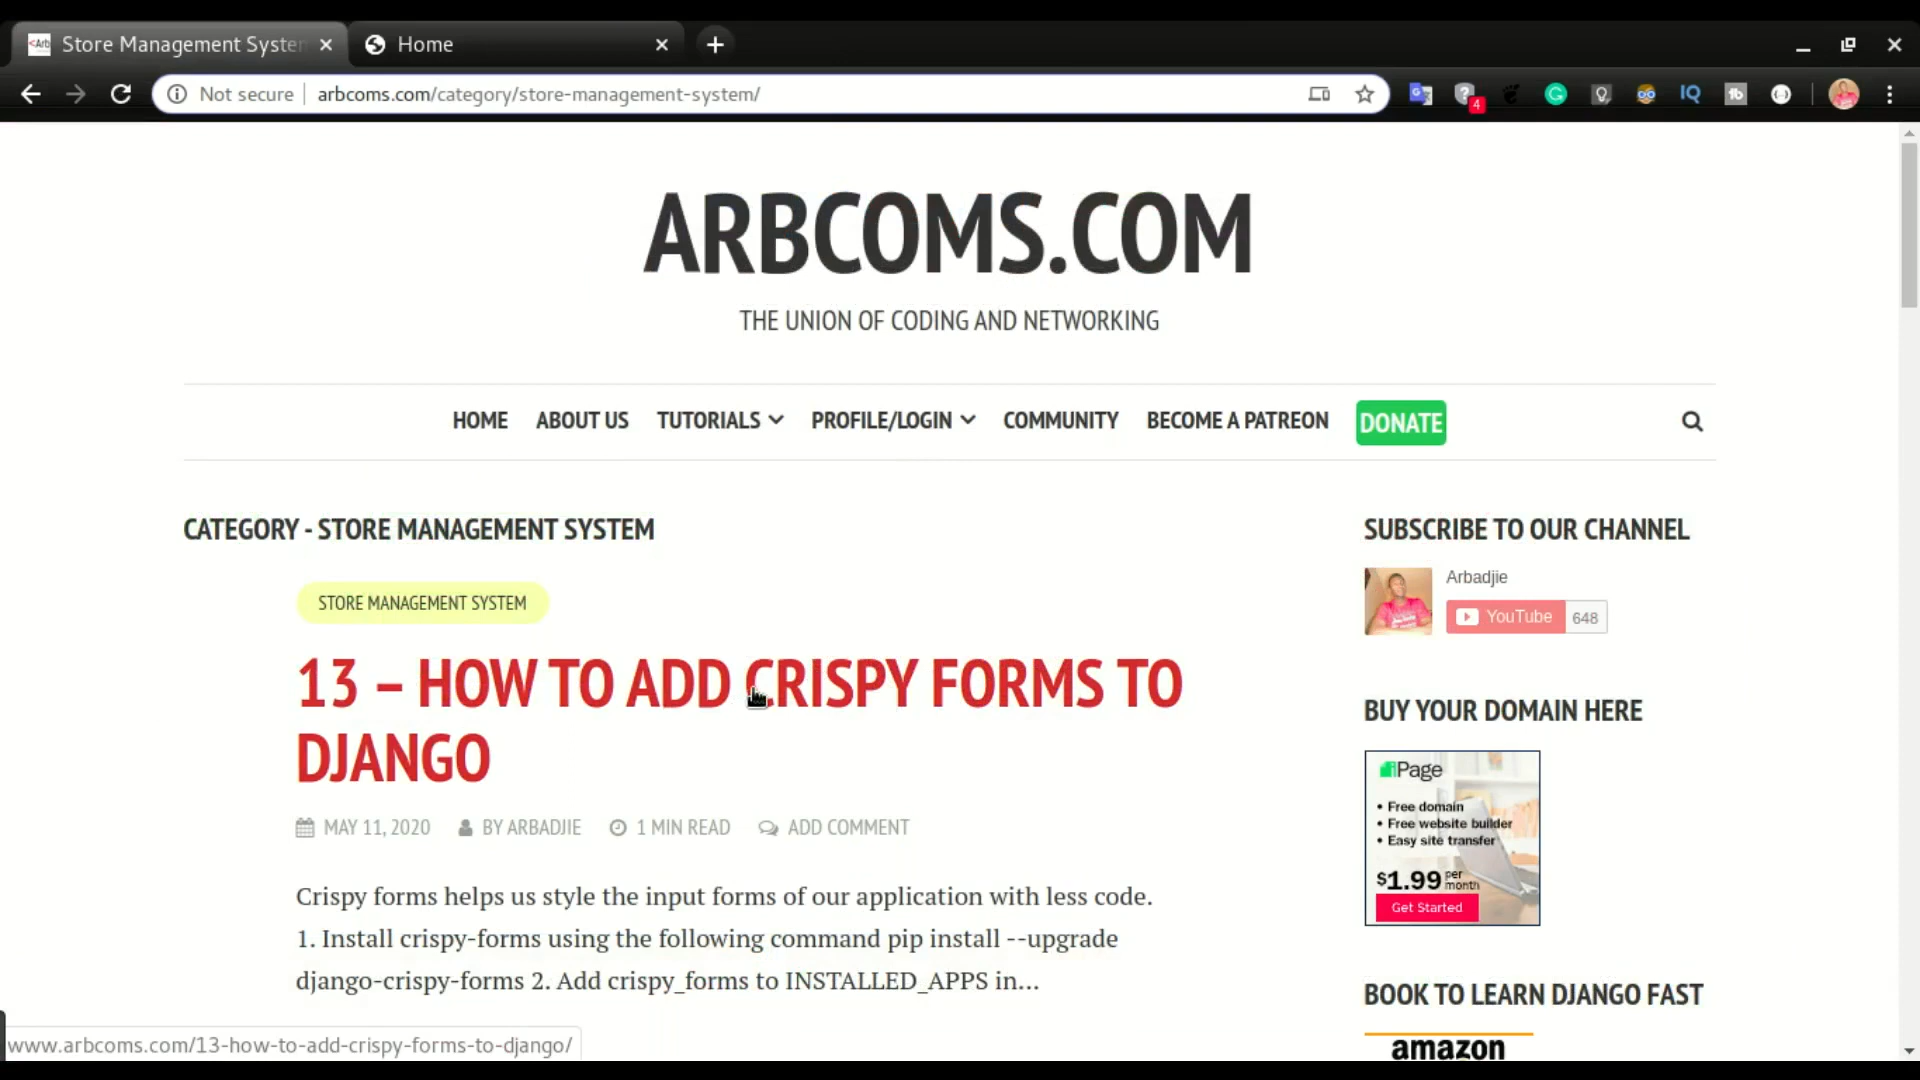 <Arb
Store Management System
Home
Not secure
arbcoms.com/category/store-management-system/
4
IQ
ARBCOMS.COM
THE UNION OF CODING AND NETWORKING
HOME
ABOUT US
TUTORIALS
PROFILE/LOGIN
COMMUNITY
BECOME A PATREON
DONATE
CATEGORY - STORE MANAGEMENT SYSTEM
STORE MANAGEMENT SYSTEM
13 – HOW TO ADD CRISPY FORMS TO
DJANGO
MAY 11, 2020
BY ARBADJIE
1 MIN READ
ADD COMMENT
Crispy forms helps us style the input forms of our application with less code.
1. Install crispy-forms using the following command pip install --upgrade
django-crispy-forms 2. Add crispy_forms to INSTALLED_APPS in...
SUBSCRIBE TO OUR CHANNEL
Arbadjie
YouTube
648
BUY YOUR DOMAIN HERE
iPage
• Free domain
• Free website builder
• Easy site transfer
$1.99 per month
Get Started
BOOK TO LEARN DJANGO FAST
amazon
www.arbcoms.com/13-how-to-add-crispy-forms-to-django/